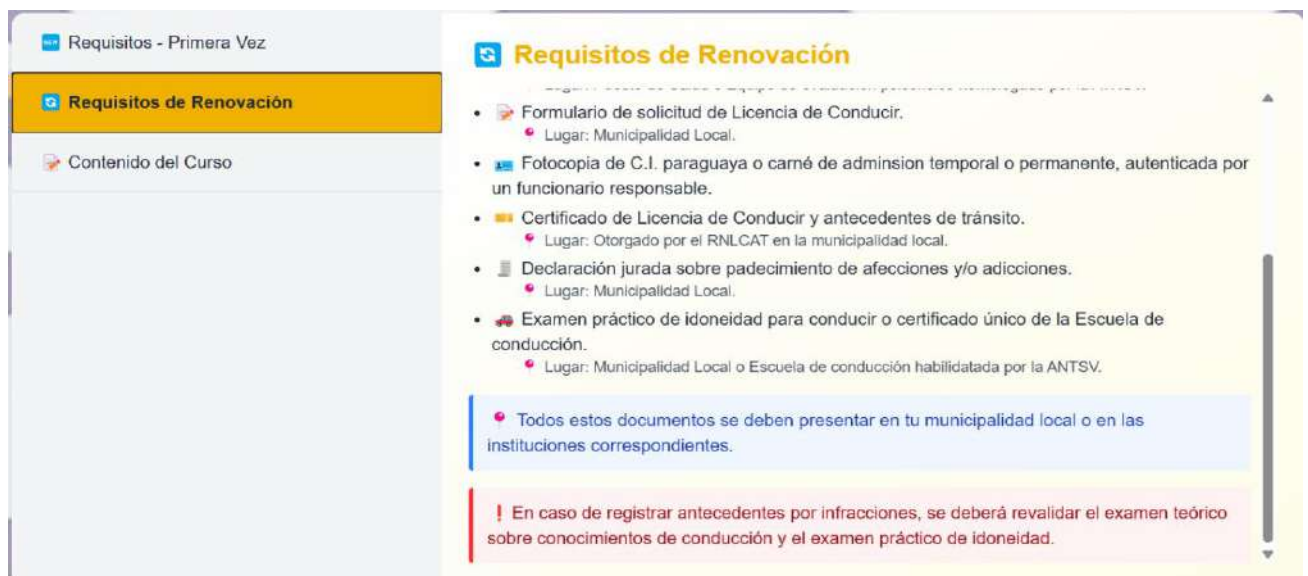 Requisitos - Primera Vez
Requisitos de Renovación
Contenido del Curso
Requisitos de Renovación
Formulario de solicitud de Licencia de Conducir.
Lugar: Municipalidad Local.
Fotocopia de C.I. paraguaya o carné de adminsion temporal o permanente, autenticada por
un funcionario responsable.
Certificado de Licencia de Conducir y antecedentes de tránsito.
Lugar: Otorgado por el RNLCAT en la municipalidad local.
Declaración jurada sobre padecimiento de afecciones y/o adicciones.
Lugar: Municipalidad Local.
Examen práctico de idoneidad para conducir o certificado único de la Escuela de
conducción.
Lugar: Municipalidad Local o Escuela de conducción habilidatada por la ANTSV.
Todos estos documentos se deben presentar en tu municipalidad local o en las
instituciones correspondientes.
En caso de registrar antecedentes por infracciones, se deberá revalidar el examen teórico
sobre conocimientos de conducción y el examen práctico de idoneidad.